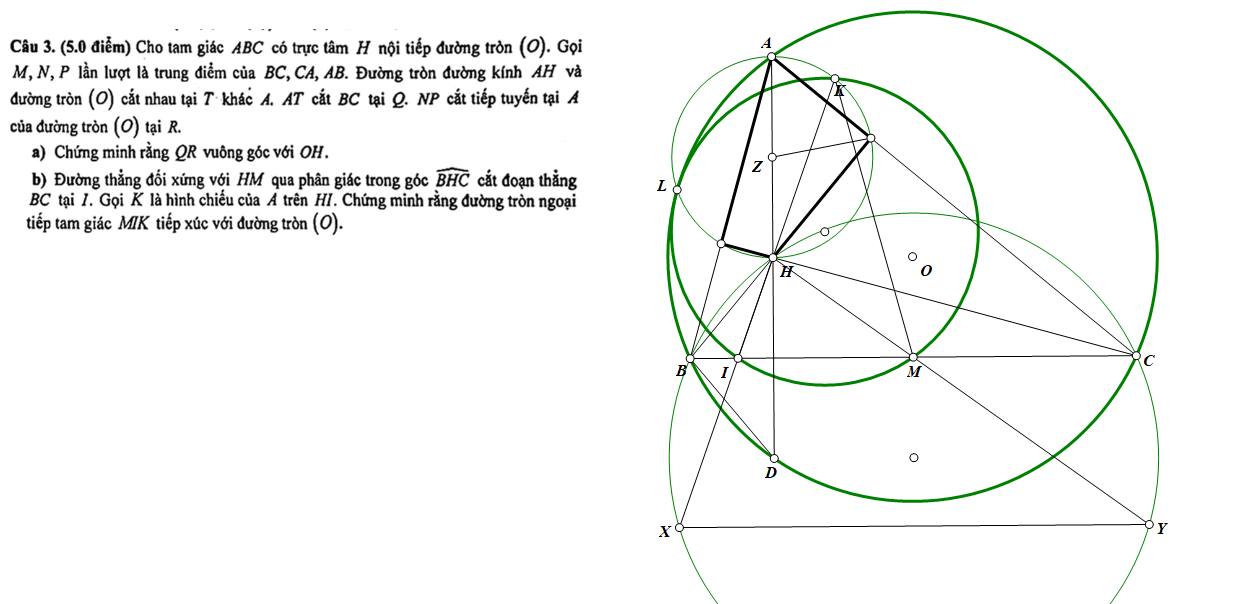 Câu 3. (5.0 điểm) Cho tam giác ABC có trực tâm H nội tiếp đường tròn (O). Gọi
M, N, P lần lượt là trung điểm của BC, CA, AB. Đường tròn đường kính AH và
đường tròn (O) cắt nhau tại T khác A. AT cắt BC tại Q. NP cắt tiếp tuyến tại A
của đường tròn (O) tại R.
a) Chứng minh rằng QR vuông góc với OH.
b) Đường thẳng đối xứng với HM qua phân giác trong góc \widehat{BHC} cắt đoạn thẳng
BC tại I. Gọi K là hình chiếu của A trên HI. Chứng minh rằng đường tròn ngoại
tiếp tam giác MIK tiếp xúc với đường tròn (O).
A
K
Z
L
H
O
B
I
M
C
D
X
Y